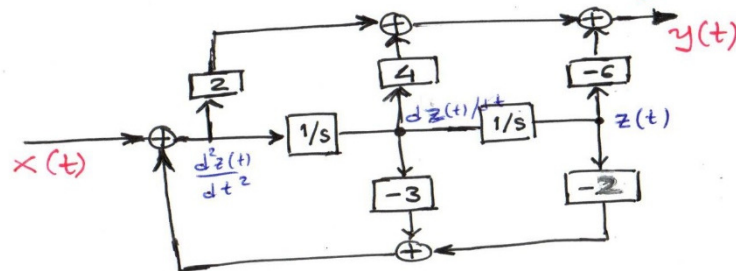 + +
y(t)
2 4 -6
dz(t)/dt
+ 1/s 1/s z(t)
x(t)
d²z(t)
dt²
-3 -2
+